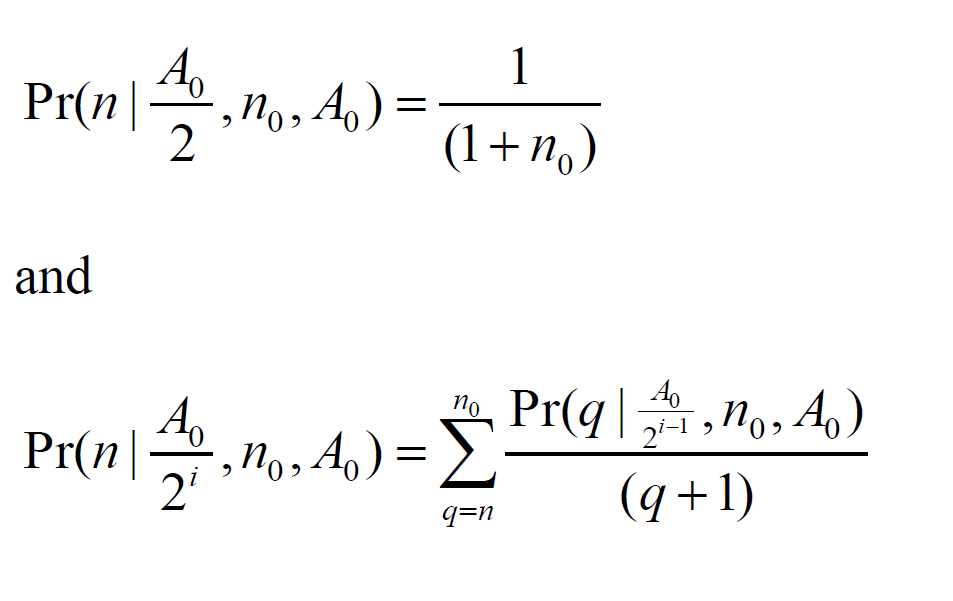 Pr(n | A₀/2, n₀, A₀) = 1/(1 + n₀)
and
Pr(n | A₀/2ⁱ, n₀, A₀) = ∑_{q=n}^{n₀} Pr(q | A₀/2ⁱ⁻¹, n₀, A₀)/(q + 1)